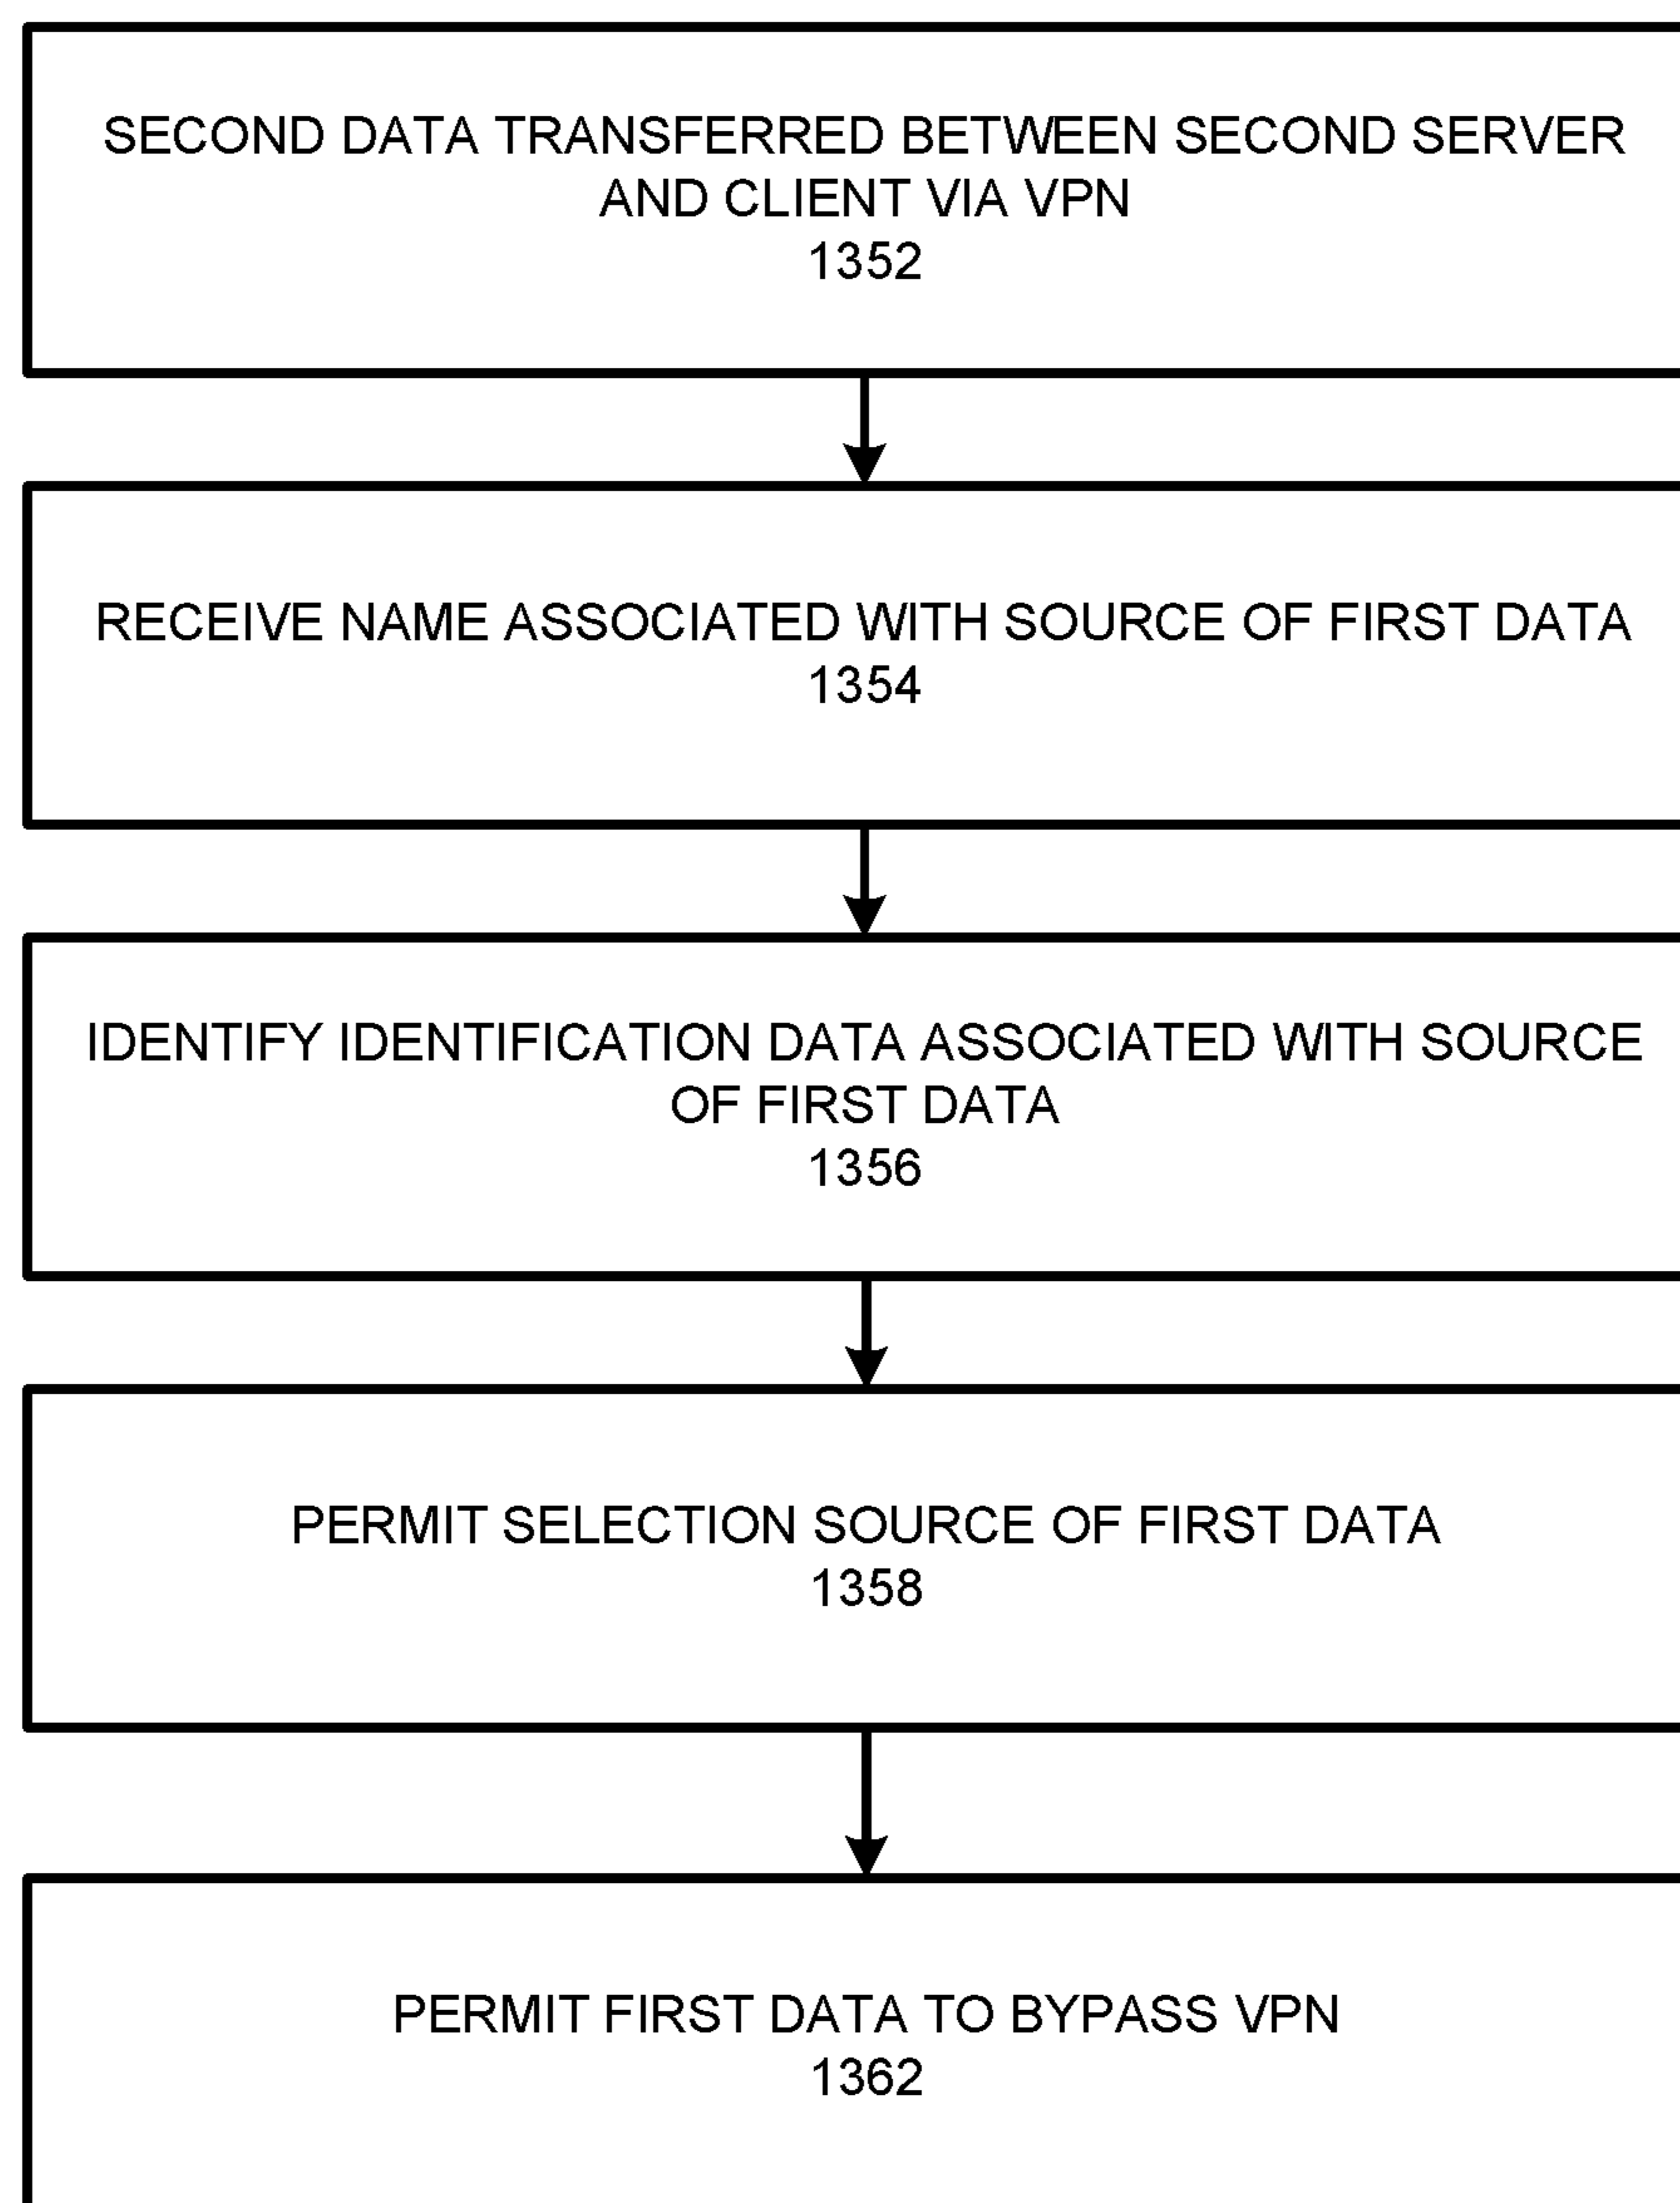 SECOND DATA TRANSFERRED BETWEEN SECOND SERVER
AND CLIENT VIA VPN
1352
RECEIVE NAME ASSOCIATED WITH SOURCE OF FIRST DATA
1354
IDENTIFY IDENTIFICATION DATA ASSOCIATED WITH SOURCE
OF FIRST DATA
1356
PERMIT SELECTION SOURCE OF FIRST DATA
1358
PERMIT FIRST DATA TO BYPASS VPN
1362